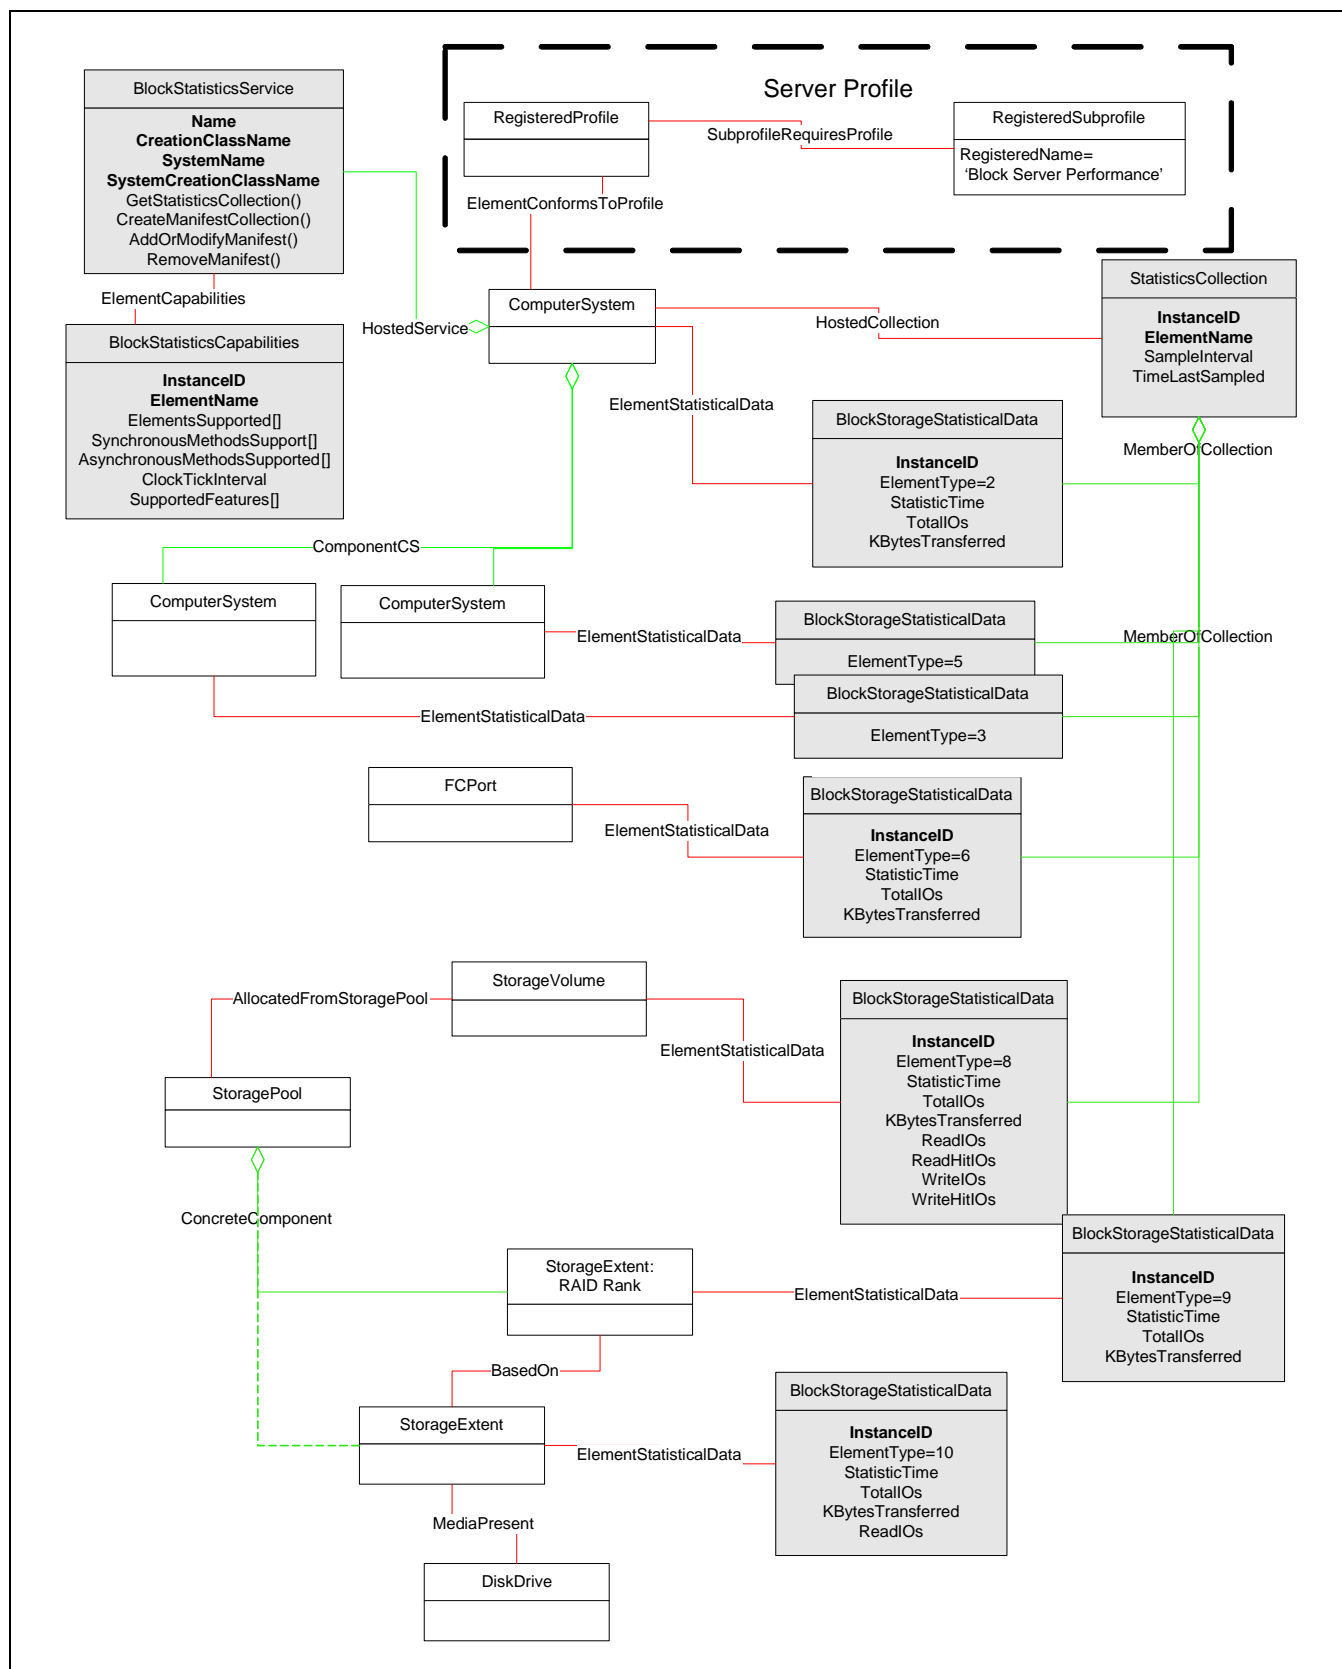 Server Profile
BlockStatisticsService
Name
CreationClassName
SystemName
SystemCreationClassName
GetStatisticsCollection()
CreateManifestCollection()
AddOrModifyManifest()
RemoveManifest()
RegisteredProfile
SubprofileRequiresProfile
RegisteredSubprofile
RegisteredName=
‘Block Server Performance’
ElementConformsToProfile
ElementCapabilities
BlockStatisticsCapabilities
InstanceID
ElementName
ElementsSupported[]
SynchronousMethodsSupport[]
AsynchronousMethodsSupported[]
ClockTickInterval
SupportedFeatures[]
HostedService
ComputerSystem
HostedCollection
StatisticsCollection
InstanceID
ElementName
SampleInterval
TimeLastSampled
ElementStatisticalData
BlockStorageStatisticalData
InstanceID
ElementType=2
StatisticTime
TotalIOs
KBytesTransferred
MemberOfCollection
ComponentCS
ComputerSystem
ComputerSystem
ElementStatisticalData
BlockStorageStatisticalData
ElementType=5
MemberOfCollection
ElementStatisticalData
BlockStorageStatisticalData
ElementType=3
FCPort
ElementStatisticalData
BlockStorageStatisticalData
InstanceID
ElementType=6
StatisticTime
TotalIOs
KBytesTransferred
AllocatedFromStoragePool
StorageVolume
ElementStatisticalData
BlockStorageStatisticalData
InstanceID
ElementType=8
StatisticTime
TotalIOs
KBytesTransferred
ReadIOs
ReadHitIOs
WriteIOs
WriteHitIOs
StoragePool
ConcreteComponent
StorageExtent:
RAID Rank
ElementStatisticalData
BlockStorageStatisticalData
InstanceID
ElementType=9
StatisticTime
TotalIOs
KBytesTransferred
BasedOn
StorageExtent
ElementStatisticalData
BlockStorageStatisticalData
InstanceID
ElementType=10
StatisticTime
TotalIOs
KBytesTransferred
ReadIOs
MediaPresent
DiskDrive